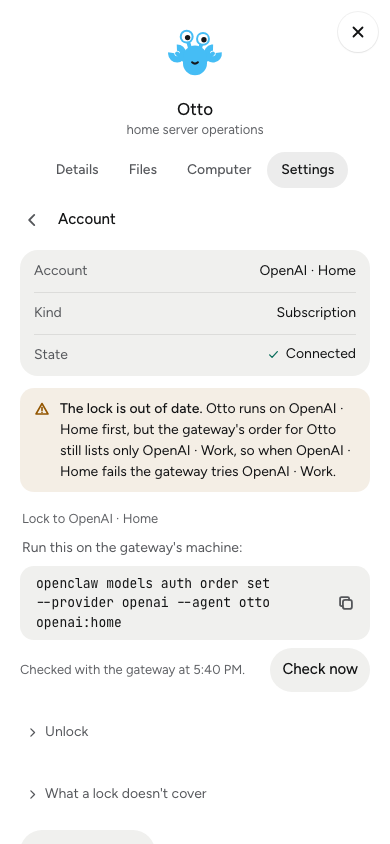 Otto
home server operations
Details Files Computer Settings
Account
Account OpenAI · Home
Kind Subscription
State Connected
The lock is out of date. Otto runs on OpenAI ·
Home first, but the gateway's order for Otto
still lists only OpenAI · Work, so when OpenAI ·
Home fails the gateway tries OpenAI · Work.
Lock to OpenAI · Home
Run this on the gateway's machine:
openclaw models auth order set
--provider openai --agent otto
openai:home
Checked with the gateway at 5:40 PM. Check now
Unlock
What a lock doesn't cover